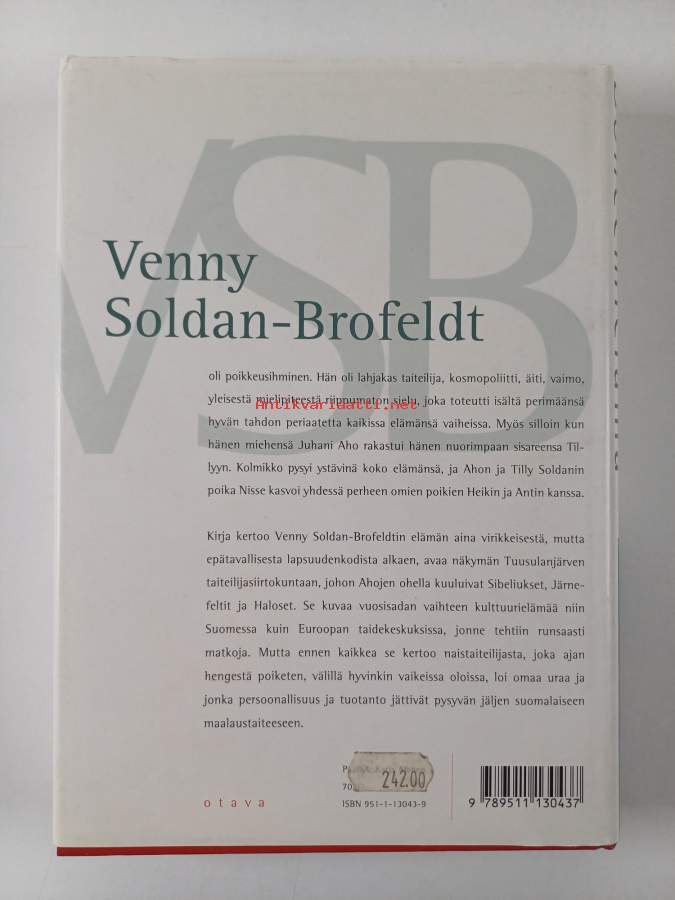 VSB
Venny
Soldan-Brofeldt
oli poikkeusihminen. Hän oli lahjakas taiteilija, kosmopoliitti, äiti, vaimo,
yleisestä mielipiteestä riippumaton sielu, joka toteutti isältä perimäänsä
Antikvariaatti.net
hyvän tahdon periaatetta kaikissa elämänsä vaiheissa. Myös silloin kun
hänen miehensä Juhani Aho rakastui hänen nuorimpaan sisareensa Til-
lyyn. Kolmikko pysyi ystävinä koko elämänsä, ja Ahon ja Tilly Soldanin
poika Nisse kasvoi yhdessä perheen omien poikien Heikin ja Antin kanssa.
Kirja kertoo Venny Soldan-Brofeldtin elämän aina virikkeisestä, mutta
epätavallisesta lapsuudenkodista alkaen, avaa näkymän Tuusulanjärven
taiteilijasiirtokuntaan, johon Ahojen ohella kuuluivat Sibeliukset, Järne-
feltit ja Haloset. Se kuvaa vuosisadan vaihteen kulttuurielämää niin
Suomessa kuin Euroopan taidekeskuksissa, jonne tehtiin runsaasti
matkoja. Mutta ennen kaikkea se kertoo naistaiteilijasta, joka ajan
hengestä poiketen, välillä hyvinkin vaikeissa oloissa, loi omaa uraa ja
jonka persoonallisuus ja tuotanto jättivät pysyvän jäljen suomalaiseen
maalaustaiteeseen.
242.00
otava
ISBN 951-1-13043-9
9 789511 130437